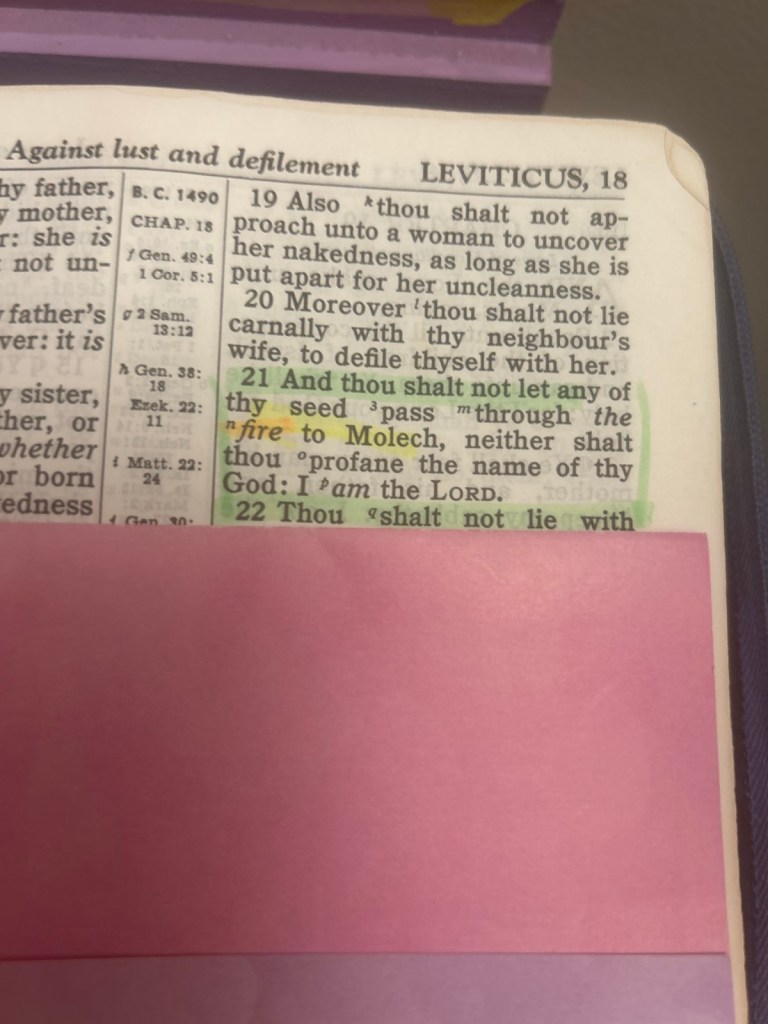 Against lust and defilement LEVITICUS, 18
hy father,
y mother,
r: she is
not un-
father's
ver: it is
y sister,
ther, or
whether
or born
edness
B. C. 1490
CHAP. 18
f Gen. 49:4
1 Cor. 5:1
g 2 Sam.
13:12
h Gen. 38:
18
Ezek. 22:
11
i Matt. 22:
24
Gen. 30:
19 Also k thou shalt not ap-
proach unto a woman to uncover
her nakedness, as long as she is
put apart for her uncleanness.
20 Moreover l thou shalt not lie
carnally with thy neighbour's
wife, to defile thyself with her.
21 And thou shalt not let any of
thy seed 3 pass m through the
n fire to Molech, neither shalt
thou o profane the name of thy
God: I p am the LORD.
22 Thou q shalt not lie with